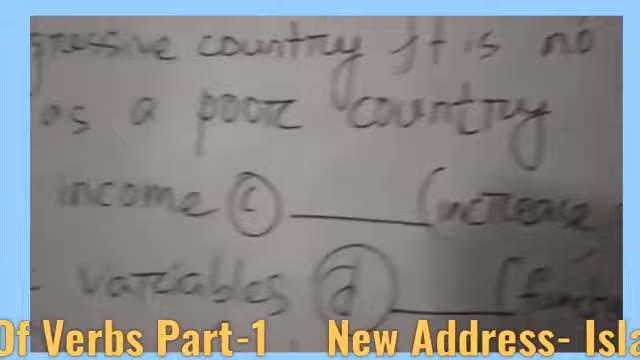 gressive country It is no
as a poor country
income (c) ______ (increase
variables (d) ______ (functi
Of Verbs Part-1 New Address- Isla